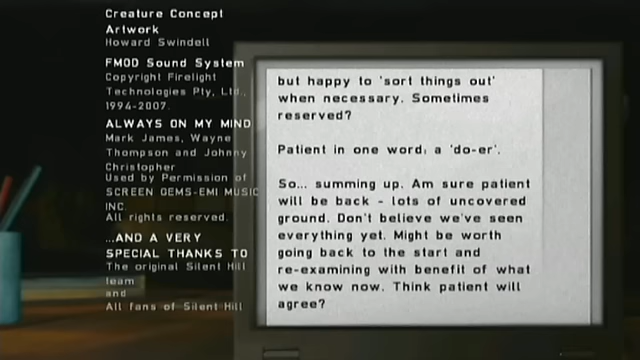 Creature Concept
Artwork
Howard Swindell
FMOD Sound System
Copyright Firelight
Technologies Pty, Ltd.,
1994-2007.
ALWAYS ON MY MIND
Mark James, Wayne
Thompson and Johnny
Christopher
Used by Permission of
SCREEN GEMS-EMI MUSIC
INC.
All rights reserved.
...AND A VERY
SPECIAL THANKS TO
The original Silent Hill
team
and
All fans of Silent Hill
but happy to 'sort things out'
when necessary. Sometimes
reserved?
Patient in one word, a 'do-er'.
So... summing up. Am sure patient
will be back - lots of uncovered
ground. Don't believe we've seen
everything yet. Might be worth
going back to the start and
re-examining with benefit of what
we know now. Think patient will
agree?